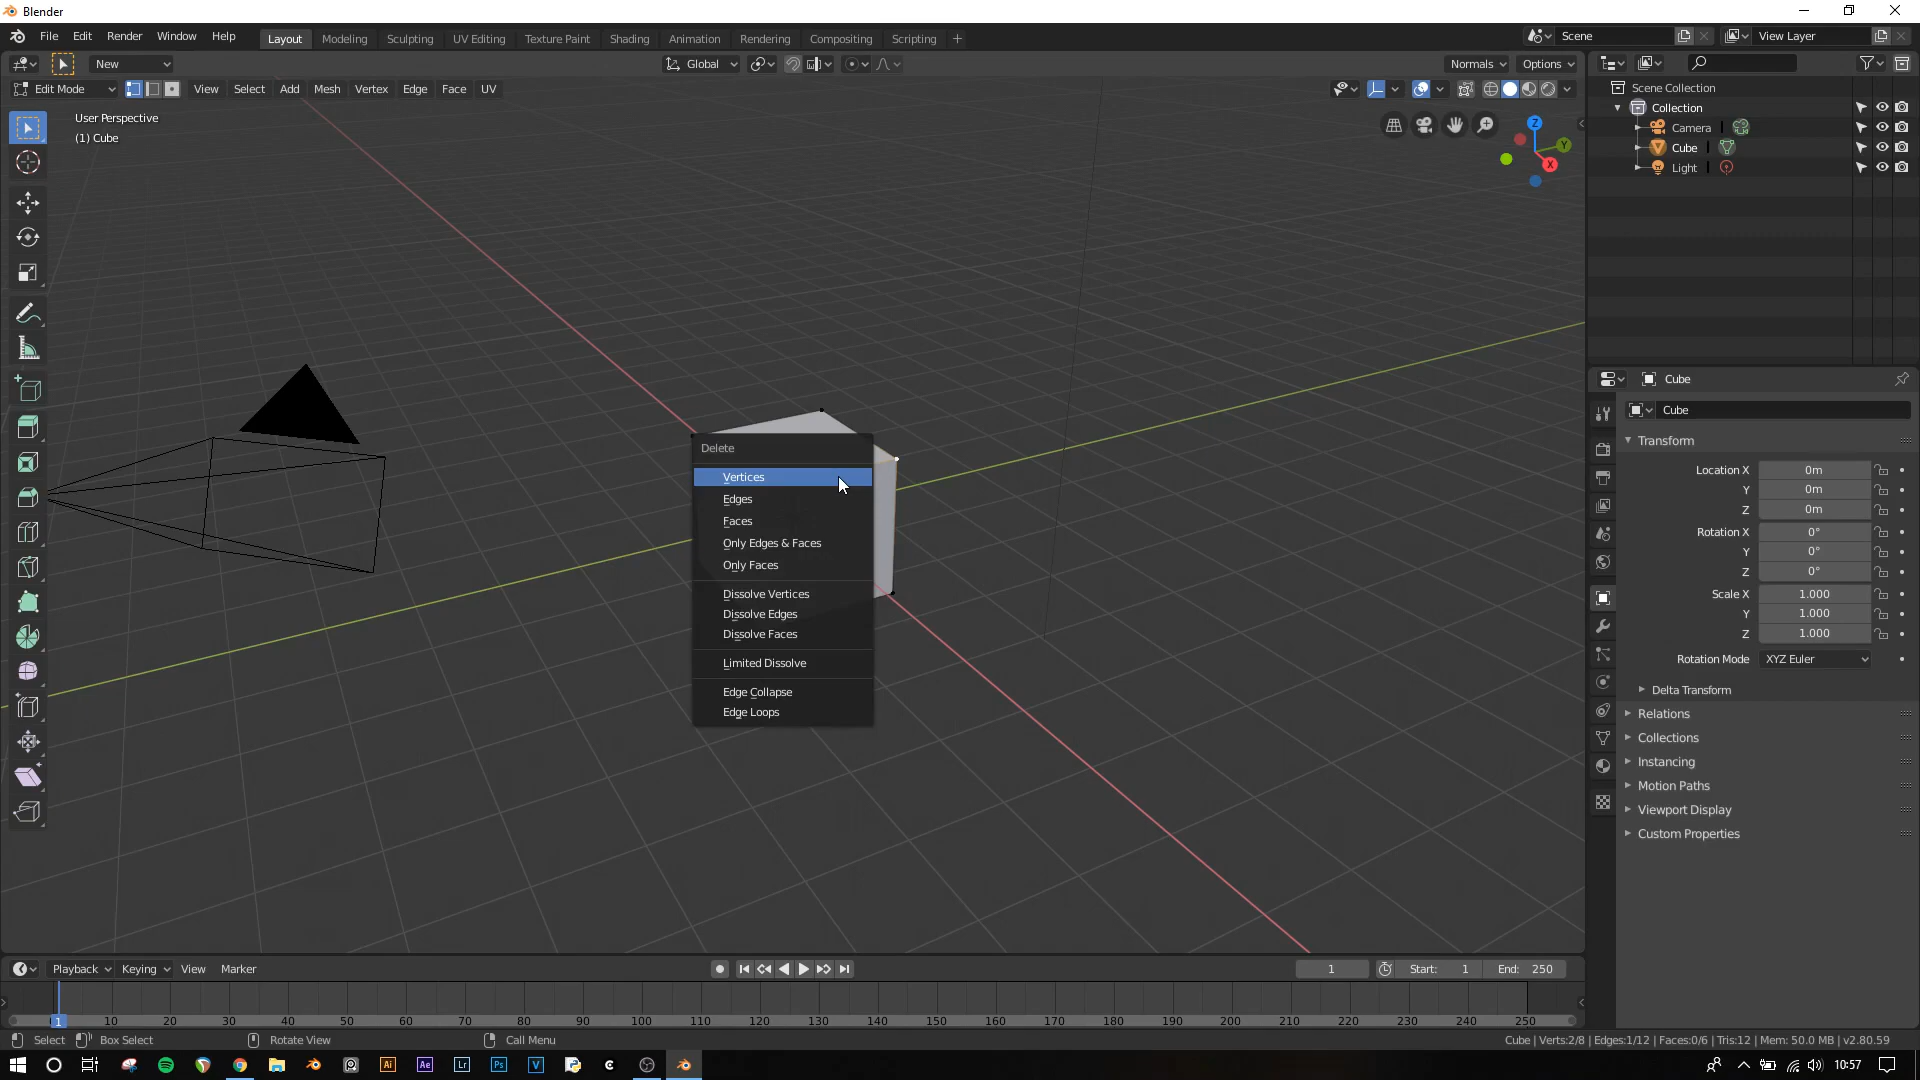 Blender
File Edit Render Window Help Layout Modeling Sculpting UV Editing Texture Paint Shading Animation Rendering Compositing Scripting + Scene View Layer
New Global Normals Options
Edit Mode View Select Add Mesh Vertex Edge Face UV
User Perspective
(1) Cube
Z
Y
X
Scene Collection
Collection
Camera
Cube
Light
Delete
Vertices
Edges
Faces
Only Edges & Faces
Only Faces
Dissolve Vertices
Dissolve Edges
Dissolve Faces
Limited Dissolve
Edge Collapse
Edge Loops
Cube
Cube
Transform
Location X 0m
Y 0m
Z 0m
Rotation X 0°
Y 0°
Z 0°
Scale X 1.000
Y 1.000
Z 1.000
Rotation Mode XYZ Euler
Delta Transform
Relations
Collections
Instancing
Motion Paths
Viewport Display
Custom Properties
Playback Keying View Marker 1 Start: 1 End: 250
1 10 20 30 40 50 60 70 80 90 100 110 120 130 140 150 160 170 180 190 200 210 220 230 240 250
Select Box Select Rotate View Call Menu Cube | Verts:2/8 | Edges:1/12 | Faces:0/6 | Tris:12 | Mem: 50.0 MB | v2.80.59
Ai Ae Lr Ps V C 10:57